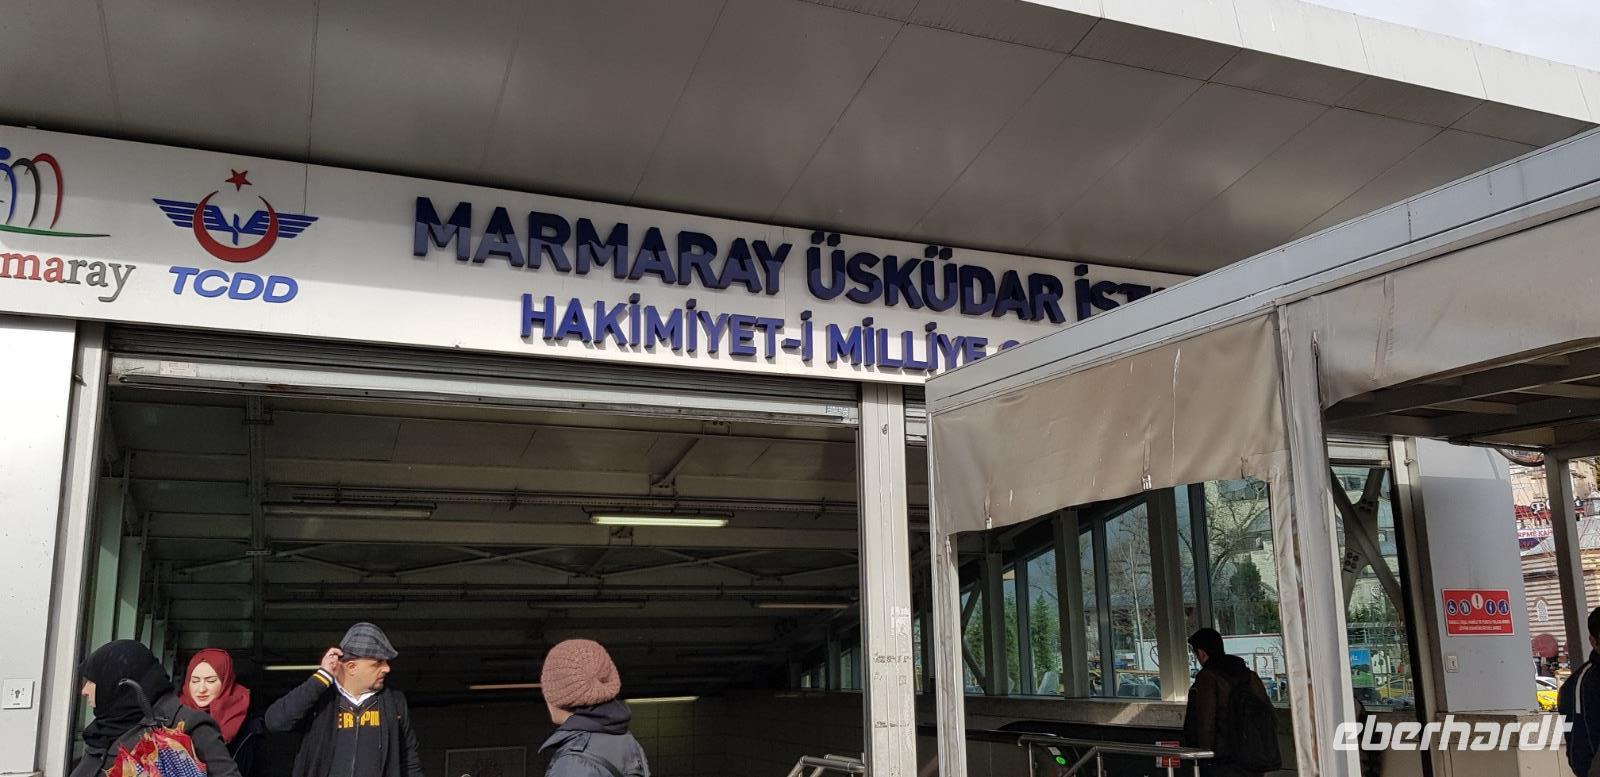 MARMARAY ÜSKÜDAR İST
HAKİMİYET-İ MİLLİYE
maray
TCDD
eberhardt